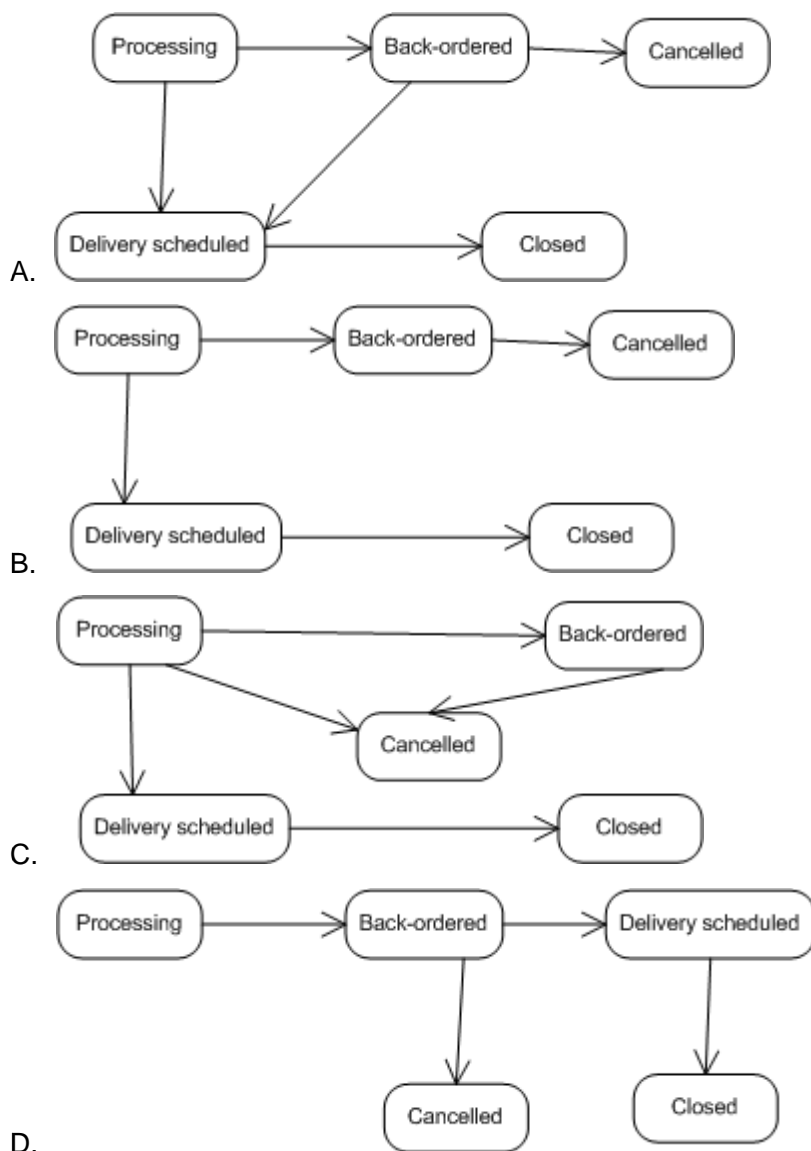 Processing Back-ordered Cancelled
Delivery scheduled Closed
A.
Processing Back-ordered Cancelled
Delivery scheduled Closed
B.
Processing Back-ordered
Cancelled
Delivery scheduled Closed
C.
Processing Back-ordered Delivery scheduled
Cancelled Closed
D.